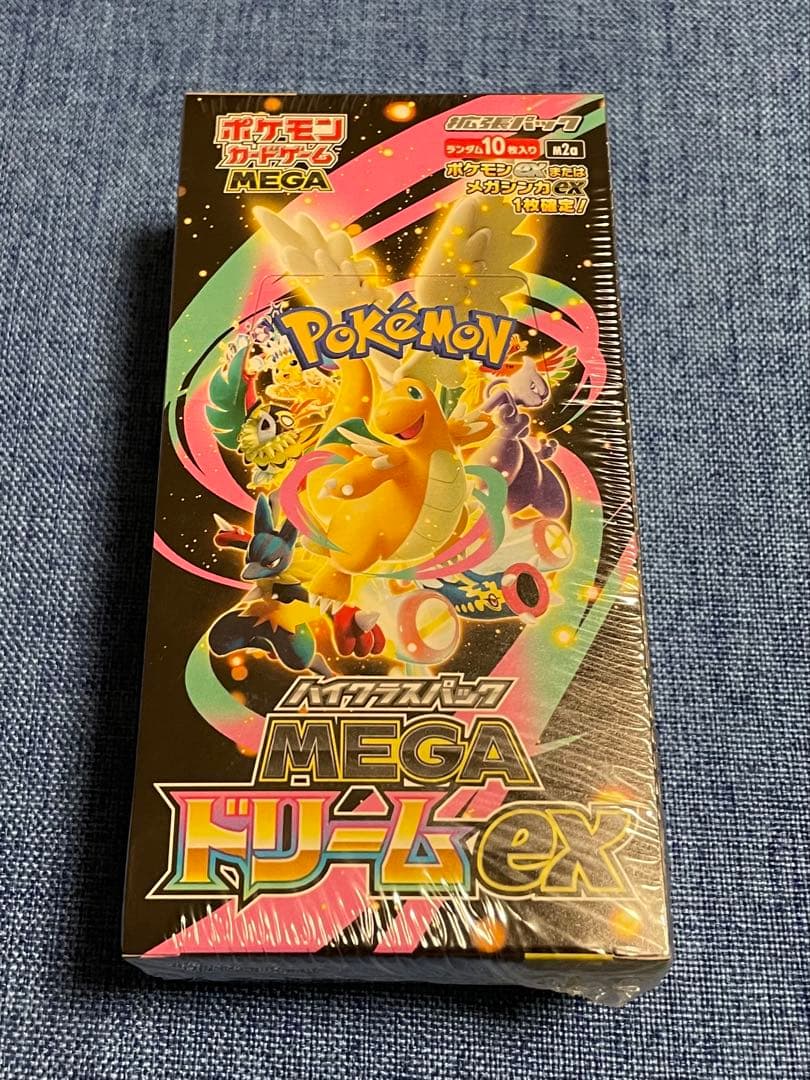 ポケモン
カードゲーム
MEGA
拡張パック
ランダム10枚入り
M2a
ポケモンexまたは
メガシンカex
1枚確定!
POKéMON
ハイクラスパック
MEGA
ドリームex